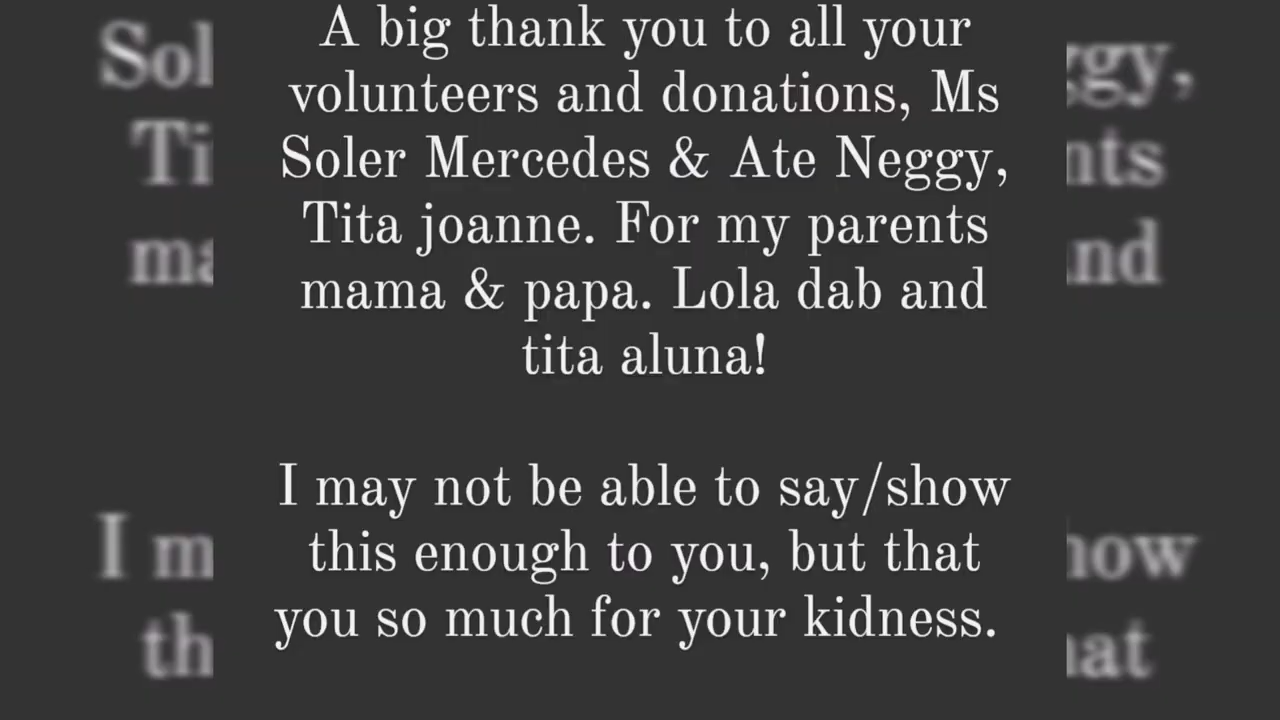 A big thank you to all your
volunteers and donations, Ms
Soler Mercedes & Ate Neggy,
Tita joanne. For my parents
mama & papa. Lola dab and
tita aluna!
I may not be able to say/show
this enough to you, but that
you so much for your kidness.